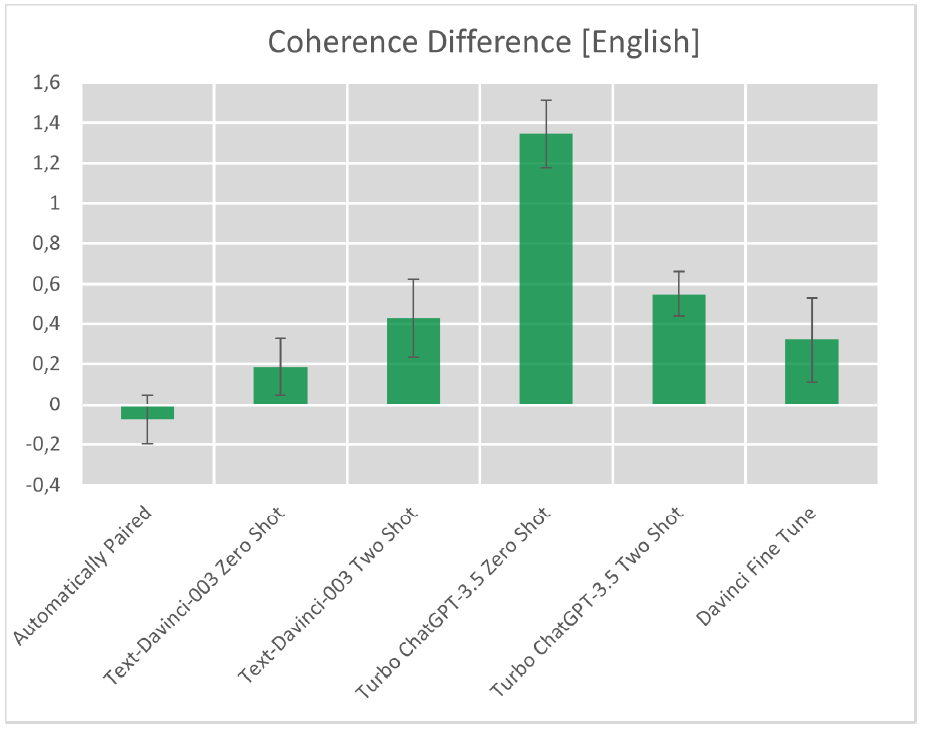 Coherence Difference [English]
1,6
1,4
1,2
1
0,8
0,6
0,4
0,2
0
-0,2
-0,4
Automatically Paired
Text-Davinci-003 Zero Shot
Text-Davinci-003 Two Shot
Turbo ChatGPT-3.5 Zero Shot
Turbo ChatGPT-3.5 Two Shot
Davinci Fine Tune